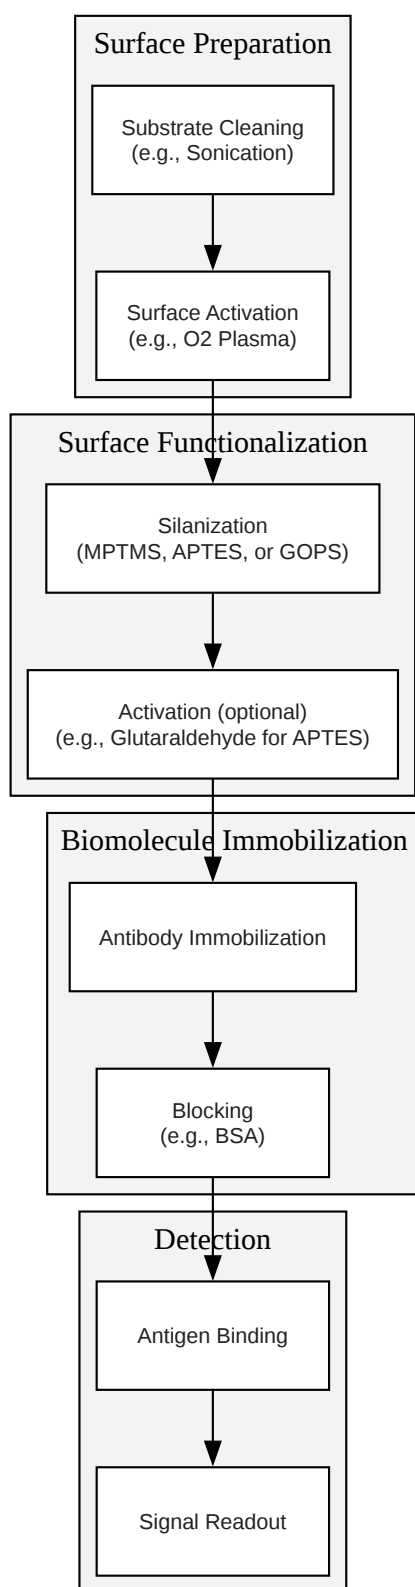 Surface Preparation
Substrate Cleaning
(e.g., Sonication)
Surface Activation
(e.g., O2 Plasma)
Surface Functionalization
Silanization
(MPTMS, APTES, or GOPS)
Activation (optional)
(e.g., Glutaraldehyde for APTES)
Biomolecule Immobilization
Antibody Immobilization
Blocking
(e.g., BSA)
Detection
Antigen Binding
Signal Readout